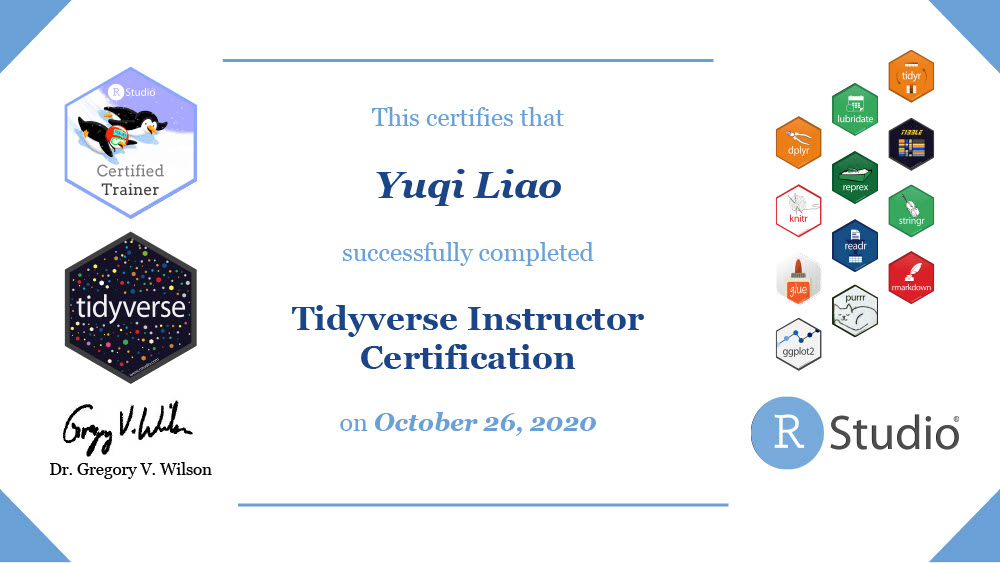 R Studio
Certified
Trainer
tidyverse
Gregory V. Wilson
Dr. Gregory V. Wilson
This certifies that
Yuqi Liao
successfully completed
Tidyverse Instructor
Certification
on October 26, 2020
tidyr
lubridate
dplyr
TIBBLE
reprex
knitr
stringr
readr
glue
rmarkdown
purrr
ggplot2
R Studio®